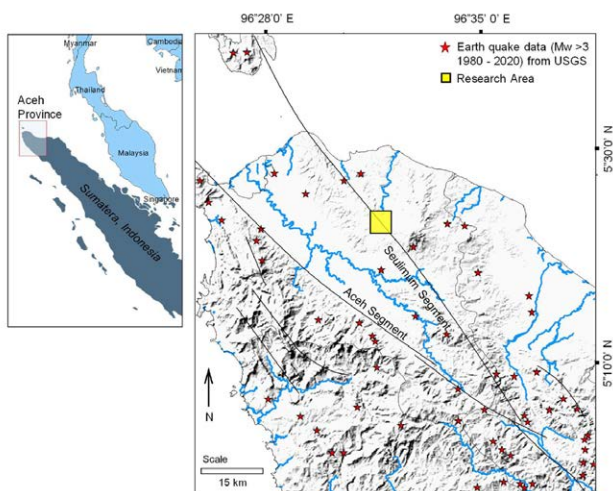 Myanmar
Cambodia
Vietnam
Thailand
Aceh
Province
Malaysia
Singapore
Sumatera, Indonesia
96°28'0" E
96°35'0" E
Earth quake data (Mw >3
1980 - 2020) from USGS
Research Area
5°30'0" N
5°10'0" N
Seulimum Segment
Aceh Segment
N
Scale
15 km